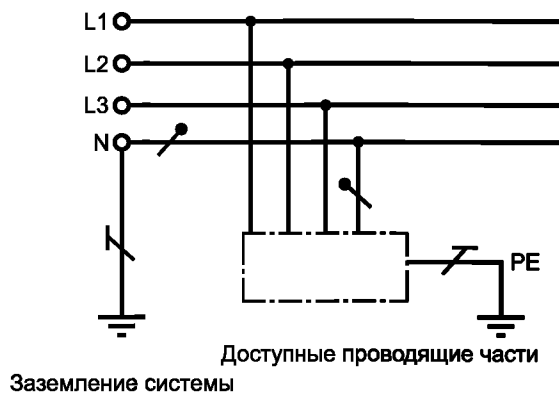 L1
L2
L3
N
PE
Доступные проводящие части
Заземление системы